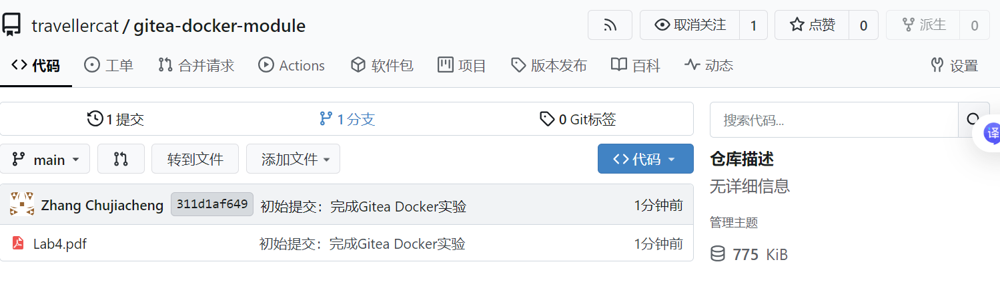 travellercat / gitea-docker-module 取消关注 1 点赞 0 派生 0
代码 工单 合并请求 Actions 软件包 项目 版本发布 百科 动态 设置
1 提交 1 分支 0 Git标签 搜索代码... 译
main 转到文件 添加文件 代码 仓库描述
无详细信息
Zhang Chujiacheng 311d1af649 初始提交：完成Gitea Docker实验 1分钟前
管理主题
Lab4.pdf 初始提交：完成Gitea Docker实验 1分钟前
775 KiB